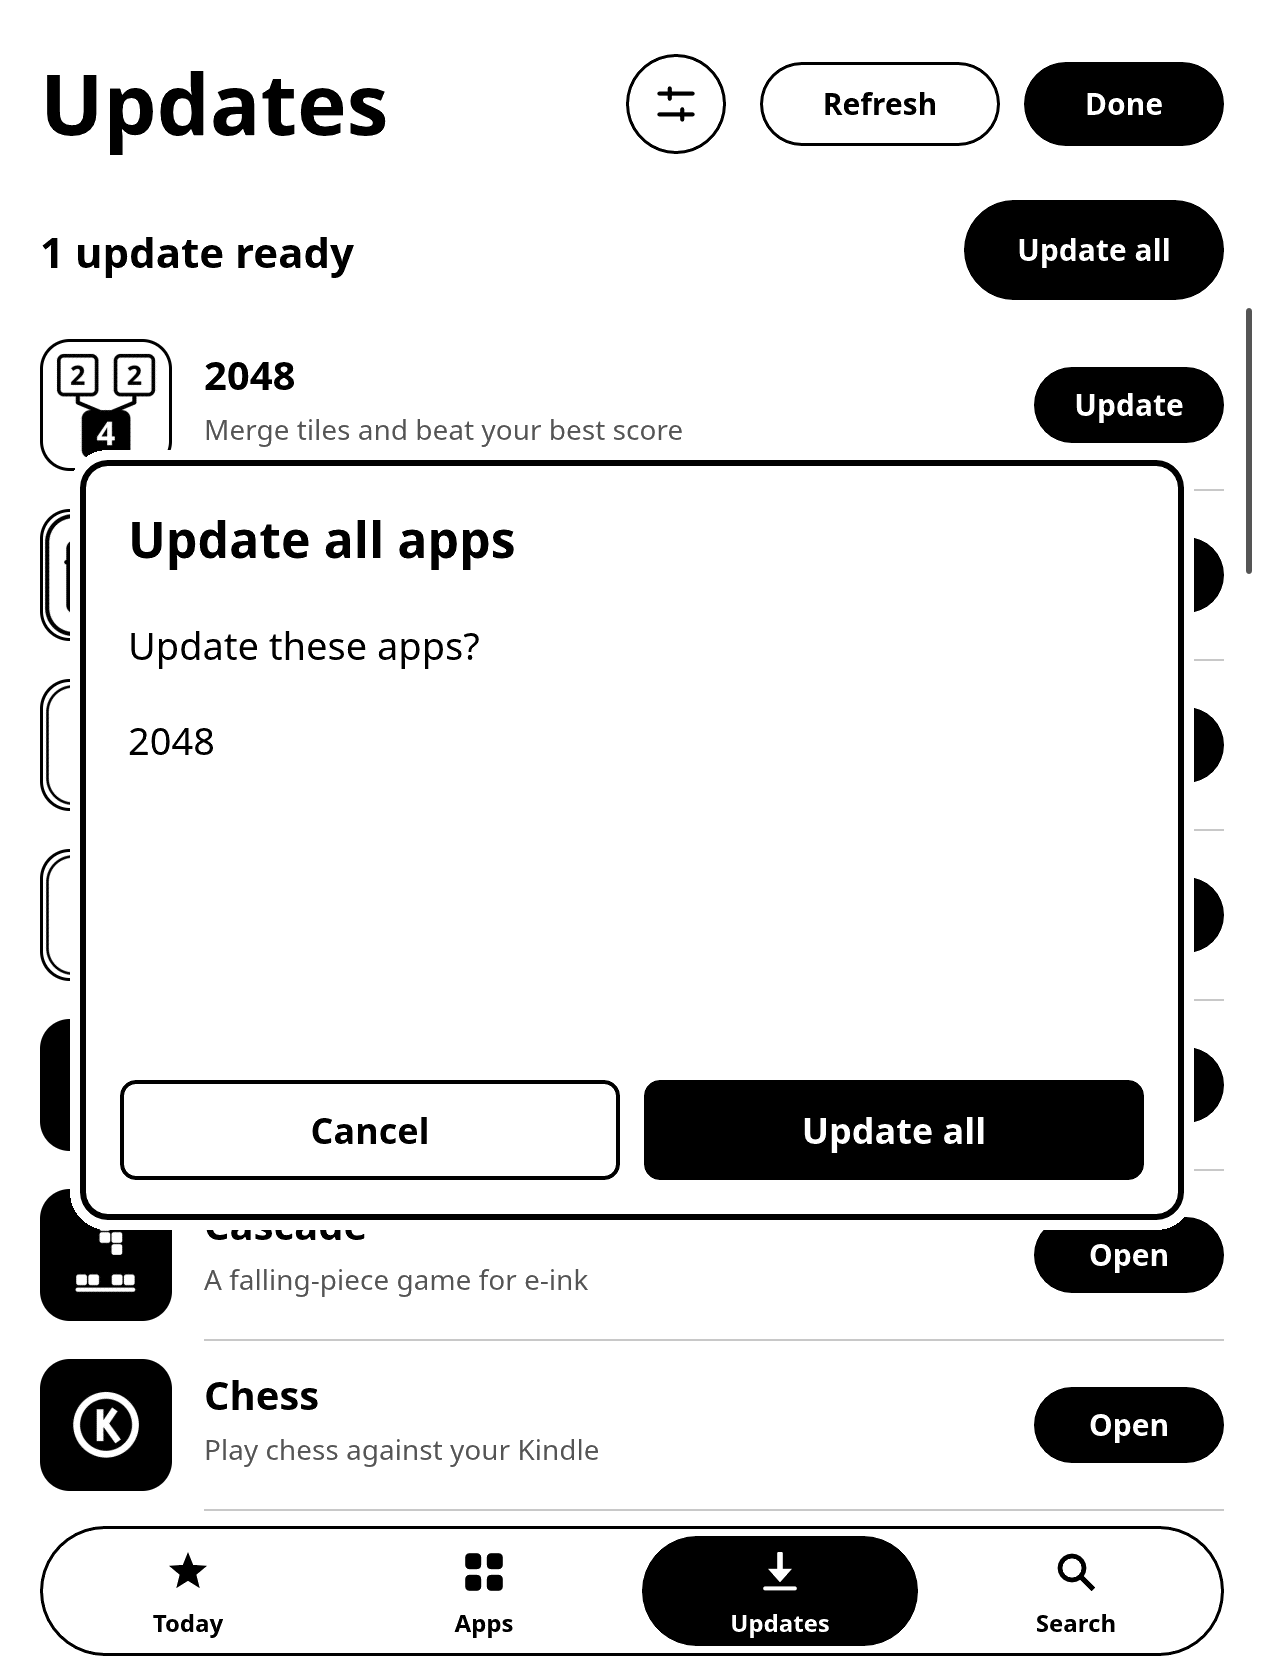 Updates
Refresh
Done
1 update ready
Update all
2 2
4
2048
Merge tiles and beat your best score
Update
Update all apps
Update these apps?
2048
Cancel
Update all
Cascade
A falling-piece game for e-ink
Open
K
Chess
Play chess against your Kindle
Open
Today
Apps
Updates
Search